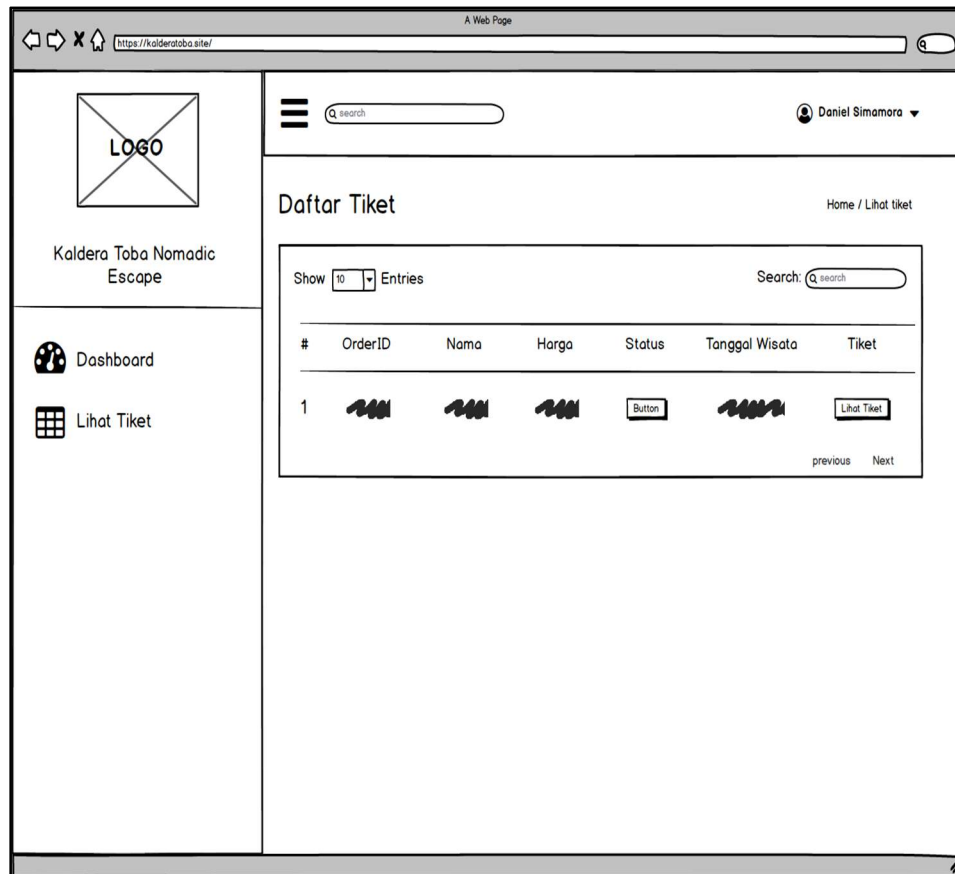 A Web Page
https://kalderatoba.site/
LOGO
Kaldera Toba Nomadic
Escape
Dashboard
Lihat Tiket
search
Daniel Simamora
Daftar Tiket
Home / Lihat tiket
Show 10 Entries
Search: search
# OrderID Nama Harga Status Tanggal Wisata Tiket
1 Button Lihat Tiket
previous Next